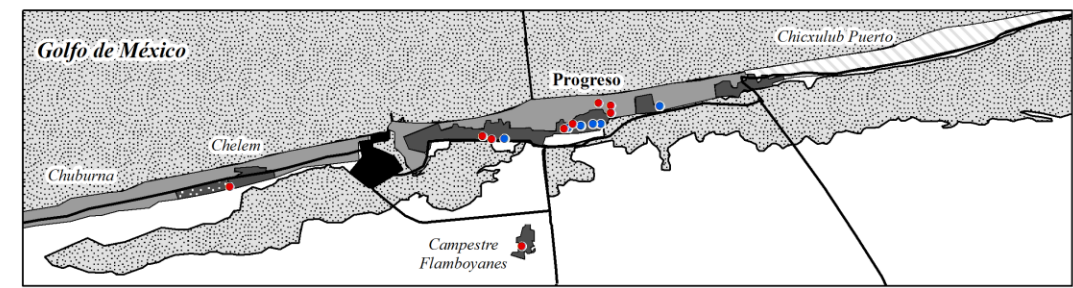 Golfo de México
Chicxulub Puerto
Progreso
Chelem
Chuburna
Campestre
Flamboyanes